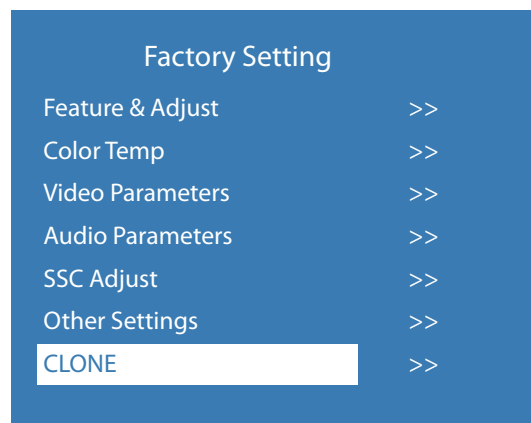 Factory Setting
Feature & Adjust >>
Color Temp >>
Video Parameters >>
Audio Parameters >>
SSC Adjust >>
Other Settings >>
CLONE >>